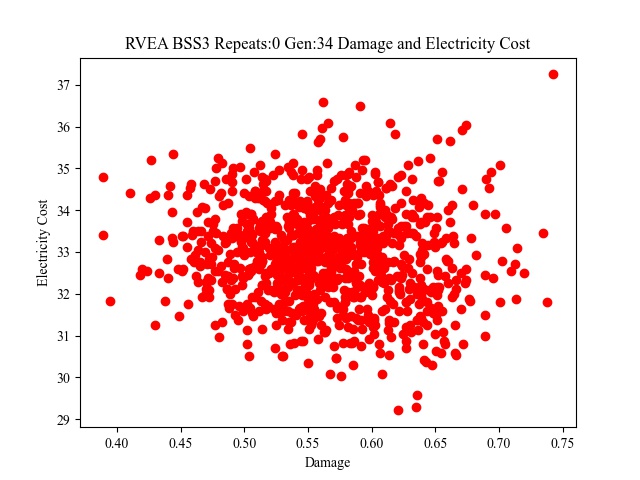 RVEA BSS3 Repeats:0 Gen:34 Damage and Electricity Cost
37
36
35
34
33
32
31
30
29
Electricity Cost
0.40 0.45 0.50 0.55 0.60 0.65 0.70 0.75
Damage